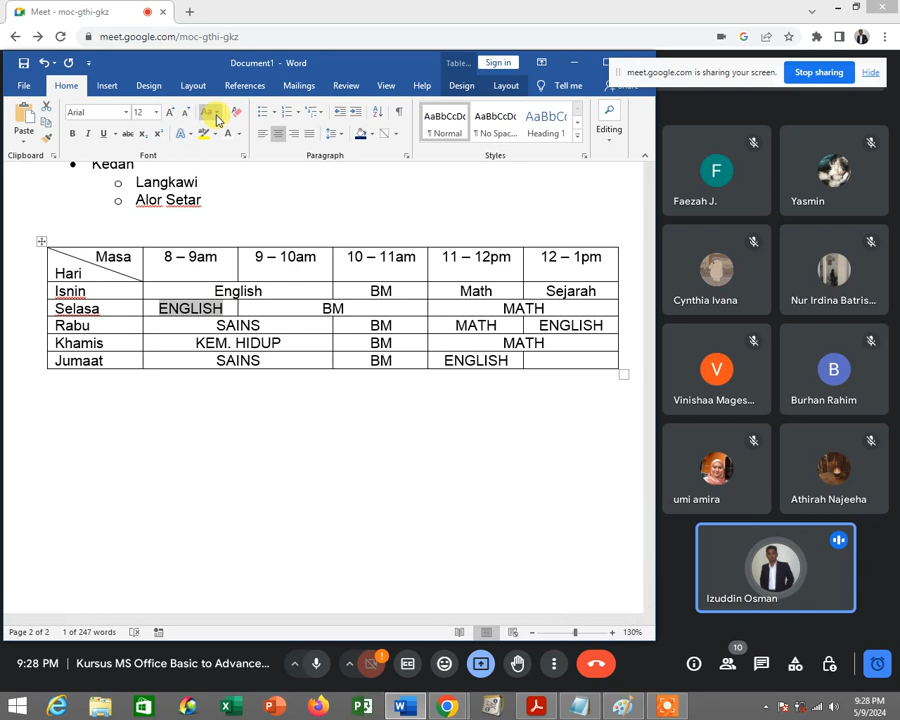 Meet - meet.google.com/moc-gthi-gkz
meet.google.com/moc-gthi-gkz
Document1 - Word
Table...
Sign in
File
Home
Insert
Design
Layout
References
Mailings
Review
View
Help
Design
Layout
Tell me
meet.google.com is sharing your screen.
Stop sharing
Hide
Paste
Arial
12
Aa
AaBbCcDc
AaBbCcDc
AaBbC
¶ Normal
¶ No Spac...
Heading 1
Editing
Clipboard
Font
Paragraph
Styles
Kedah
Langkawi
Alor Setar
Masa
Hari
8 – 9am
9 – 10am
10 – 11am
11 – 12pm
12 – 1pm
Isnin English BM Math Sejarah
Selasa ENGLISH BM MATH
Rabu SAINS BM MATH ENGLISH
Khamis KEM. HIDUP BM MATH
Jumaat SAINS BM ENGLISH
Page 2 of 2
1 of 247 words
130%
F
Faezah J.
Yasmin
Cynthia Ivana
Nur Irdina Batris...
V
Vinishaa Mages...
B
Burhan Rahim
umi amira
Athirah Najeeha
Izuddin Osman
9:28 PM
Kursus MS Office Basic to Advance...
10
9:28 PM
5/9/2024